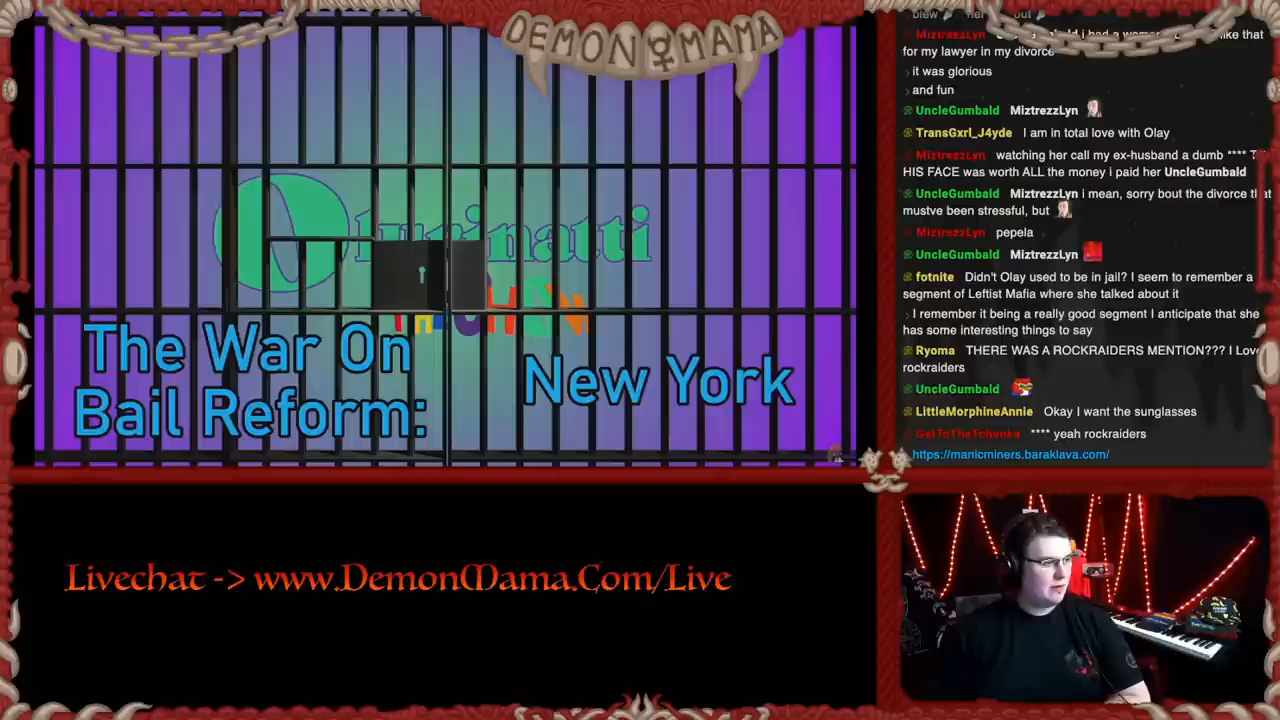 DEMON MAMA
The War On
Bail Reform:
New York
Livechat -> www.DemonMama.Com/Live
blew her out
MiztrezzLyn like that
for my lawyer in my divorce
it was glorious
and fun
UncleGumbald MiztrezzLyn
TransGxrl_J4yde I am in total love with Olay
MiztrezzLyn watching her call my ex-husband a dumb ****
HIS FACE was worth ALL the money i paid her UncleGumbald
UncleGumbald MiztrezzLyn i mean, sorry bout the divorce that
mustve been stressful, but
MiztrezzLyn pepela
UncleGumbald MiztrezzLyn
fotnite Didn't Olay used to be in jail? I seem to remember a
segment of Leftist Mafia where she talked about it
I remember it being a really good segment I anticipate that she
has some interesting things to say
Ryoma THERE WAS A ROCKRAIDERS MENTION??? I Love
rockraiders
UncleGumbald
LittleMorphineAnnie Okay I want the sunglasses
GetToTheTchanka **** yeah rockraiders
https://manicminers.baraklava.com/